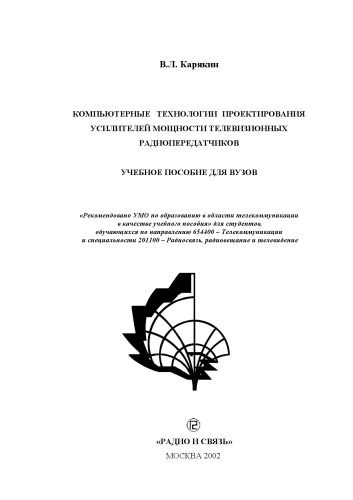 В.Л. Карякин
КОМПЬЮТЕРНЫЕ ТЕХНОЛОГИИ ПРОЕКТИРОВАНИЯ
УСИЛИТЕЛЕЙ МОЩНОСТИ ТЕЛЕВИЗИОННЫХ
РАДИОПЕРЕДАТЧИКОВ
УЧЕБНОЕ ПОСОБИЕ ДЛЯ ВУЗОВ
«Рекомендовано УМО по образованию в области телекоммуникации
в качестве учебного пособия» для студентов,
обучающихся по направлению 654400 – Телекоммуникации
и специальности 201100 – Радиосвязь, радиовещание и телевидение
«РАДИО И СВЯЗЬ»
МОСКВА 2002